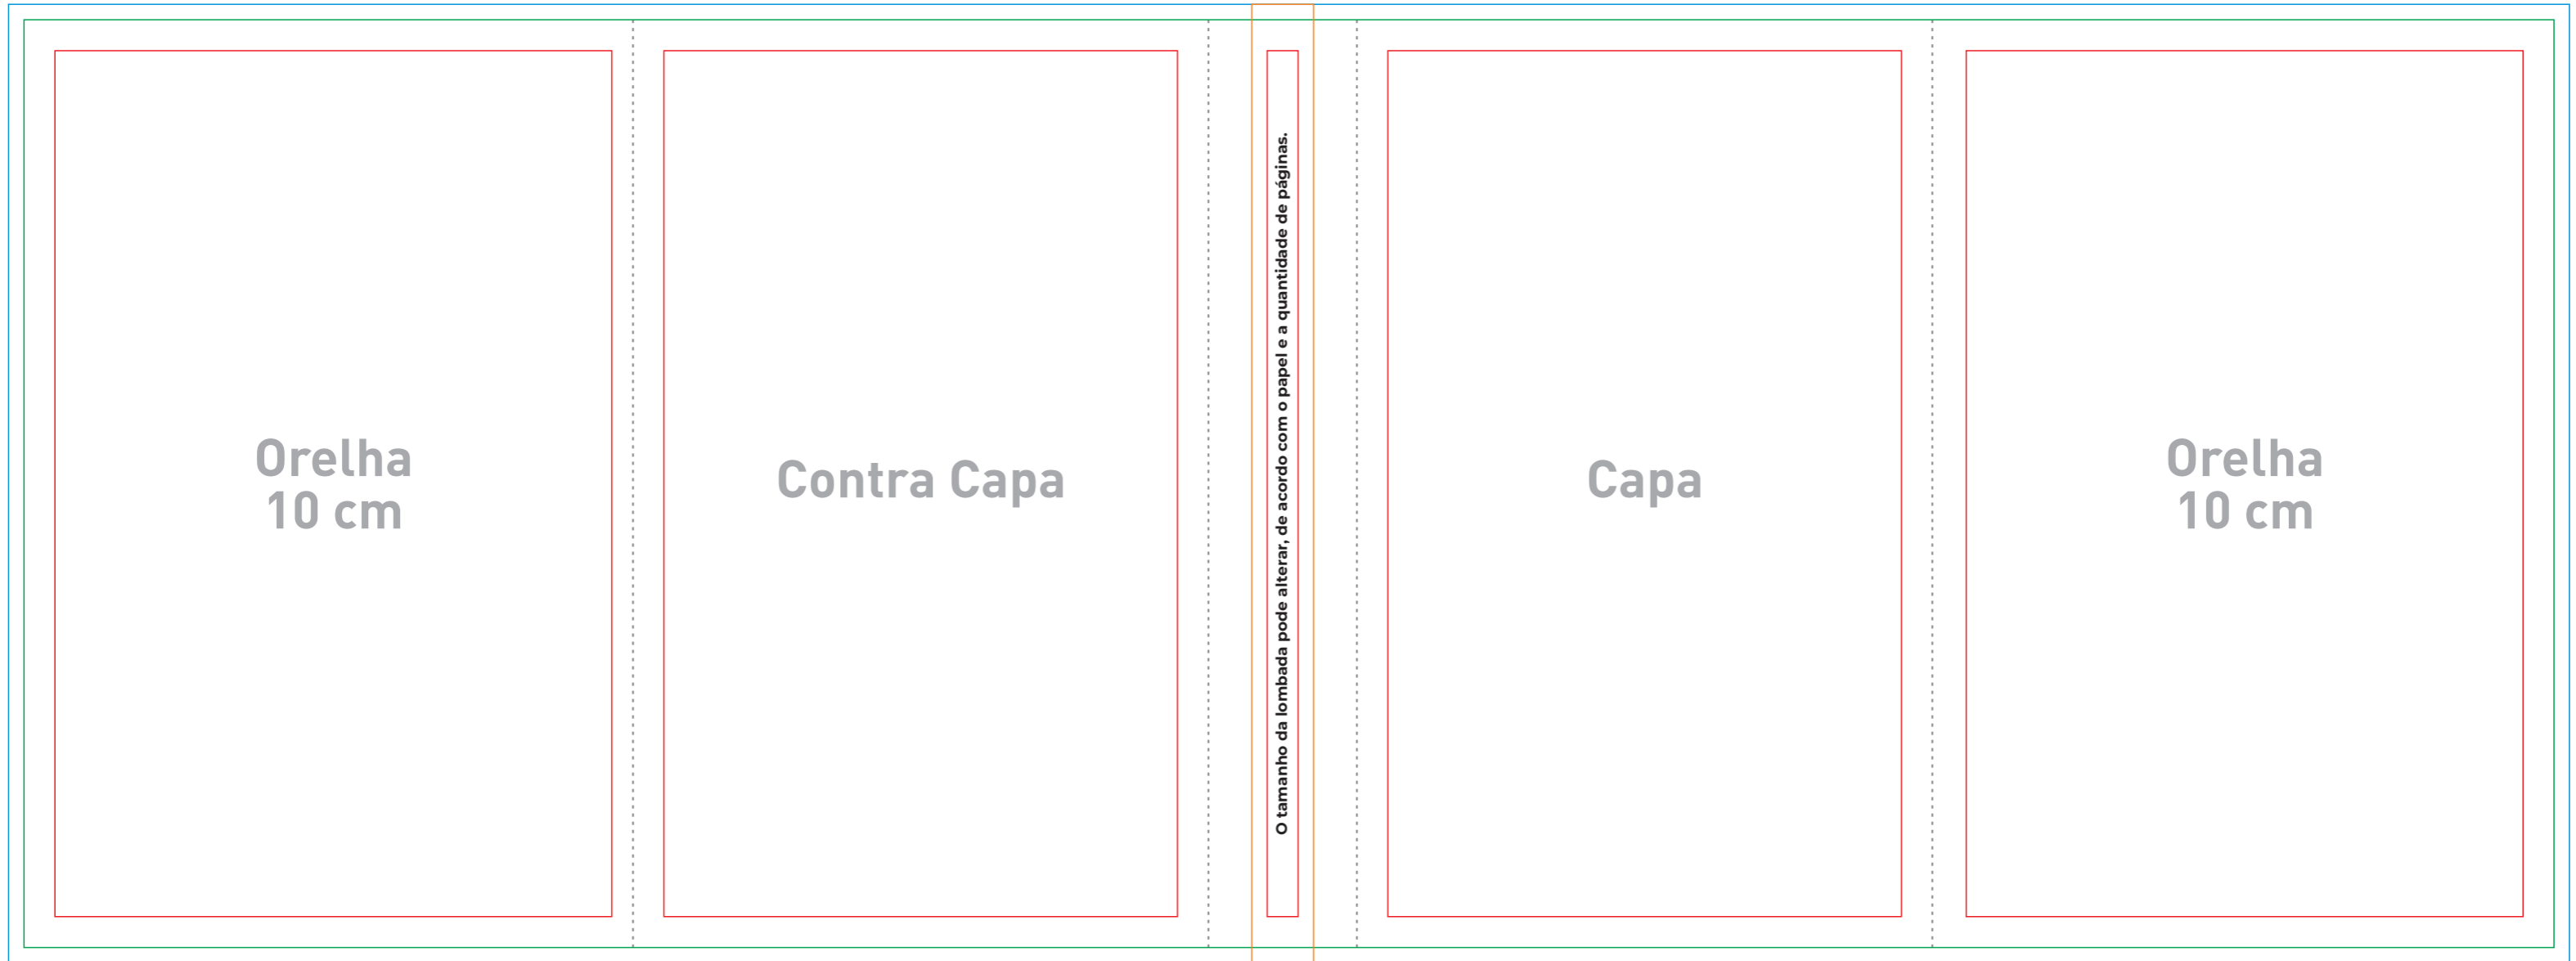 Orelha
10 cm
Contra Capa
O tamanho da lombada pode alterar, de acordo com o papel e a quantidade de páginas.
Capa
Orelha
10 cm